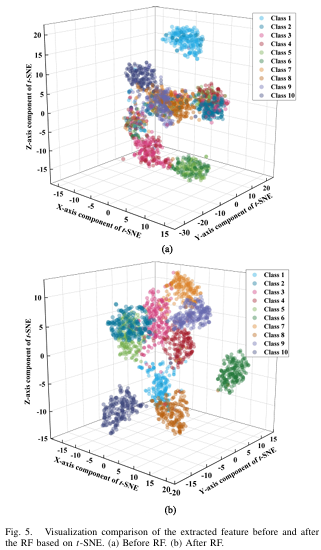 20
15
10
5
0
-5
-10
-15
Z-axis component of t-SNE
-15
-10
-5
0
5
10
15
X-axis component of t-SNE
-30
-20
-10
0
10
20
Y-axis component of t-SNE
Class 1
Class 2
Class 3
Class 4
Class 5
Class 6
Class 7
Class 8
Class 9
Class 10
(a)
10
5
0
-5
-10
-15
Z-axis component of t-SNE
-15
-10
-5
0
5
10
15
20
X-axis component of t-SNE
-20
-15
-10
-5
0
5
10
15
Y-axis component of t-SNE
Class 1
Class 2
Class 3
Class 4
Class 5
Class 6
Class 7
Class 8
Class 9
Class 10
(b)
Fig. 5. Visualization comparison of the extracted feature before and after
the RF based on t-SNE. (a) Before RF. (b) After RF.